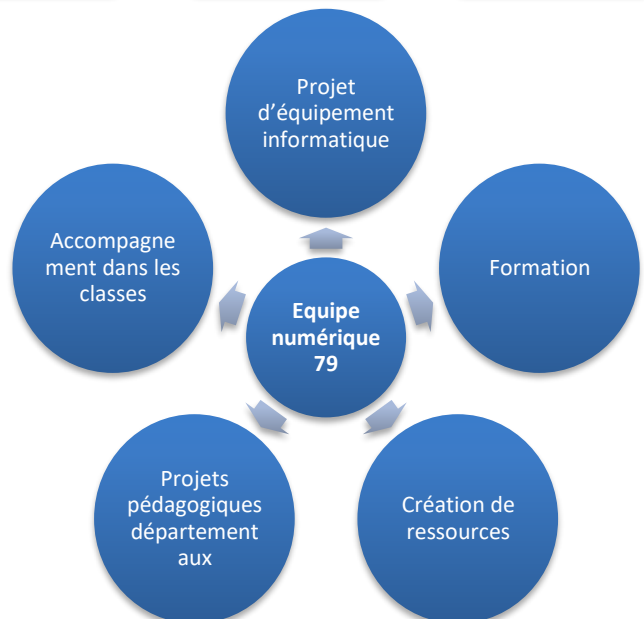 Projet
d’équipement
informatique
Accompagne
ment dans les
classes
Formation
Equipe
numérique
79
Projets
pédagogiques
département
aux
Création de
ressources